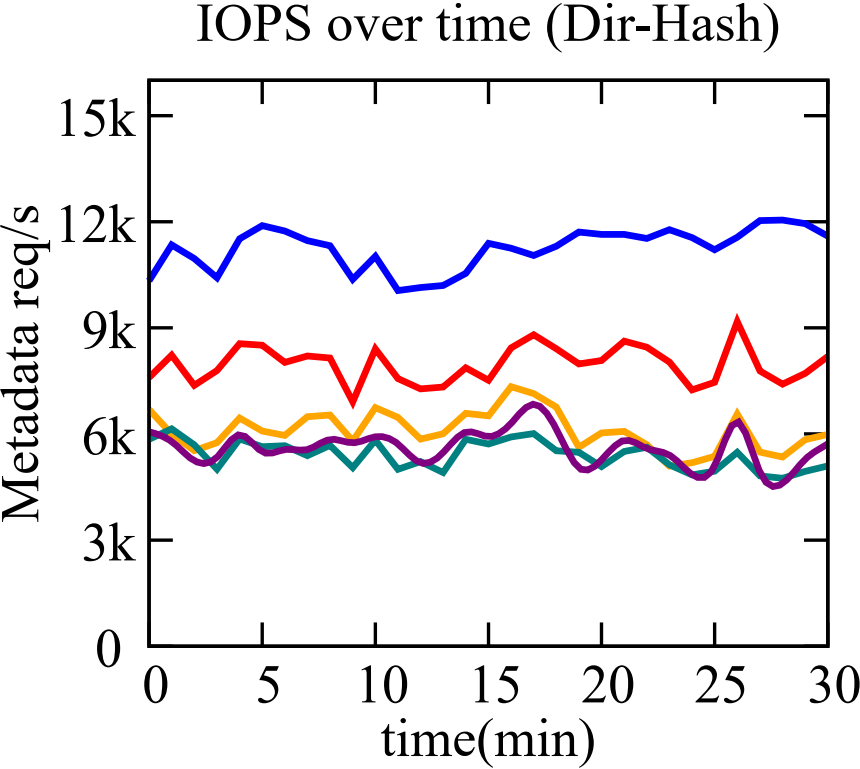 IOPS over time (Dir-Hash)
Metadata req/s
15k
12k
9k
6k
3k
0
0 5 10 15 20 25 30
time(min)